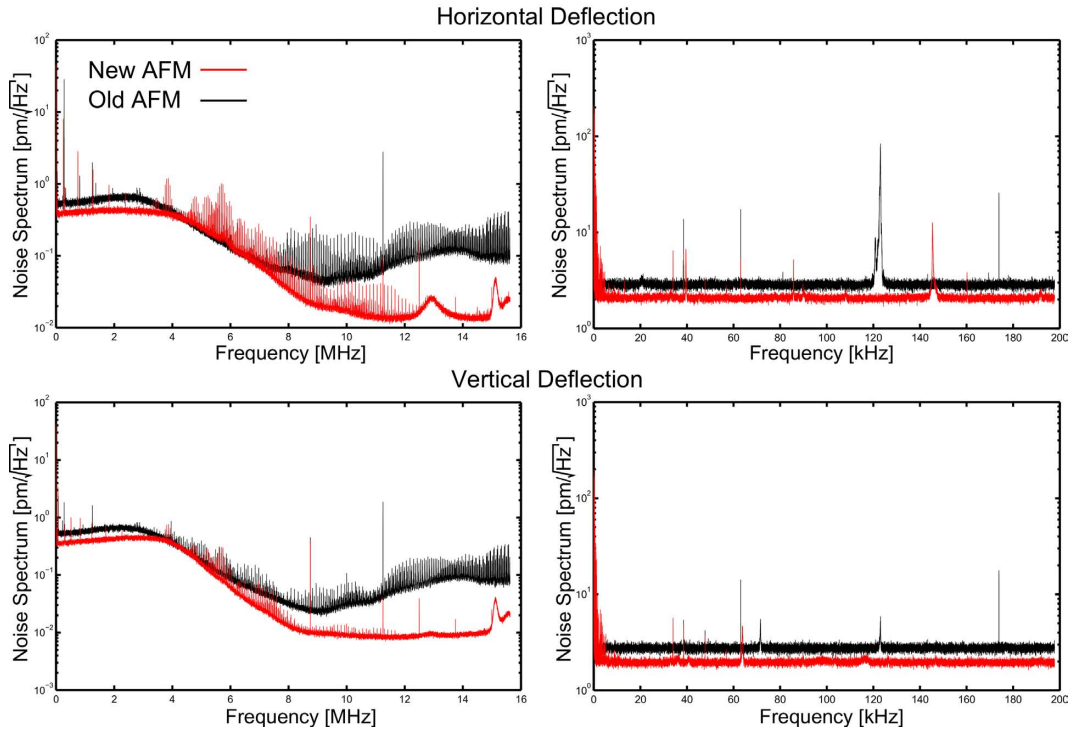 Horizontal Deflection
Noise Spectrum [pm/√Hz]
10²
10¹
10⁰
10⁻¹
10⁻²
New AFM
Old AFM
0 2 4 6 8 10 12 14 16
Frequency [MHz]
Noise Spectrum [pm/√Hz]
10³
10²
10¹
10⁰
0 20 40 60 80 100 120 140 160 180 200
Frequency [kHz]
Vertical Deflection
Noise Spectrum [pm/√Hz]
10²
10¹
10⁰
10⁻¹
10⁻²
10⁻³
0 2 4 6 8 10 12 14 16
Frequency [MHz]
Noise Spectrum [pm/√Hz]
10³
10²
10¹
10⁰
0 20 40 60 80 100 120 140 160 180 200
Frequency [kHz]